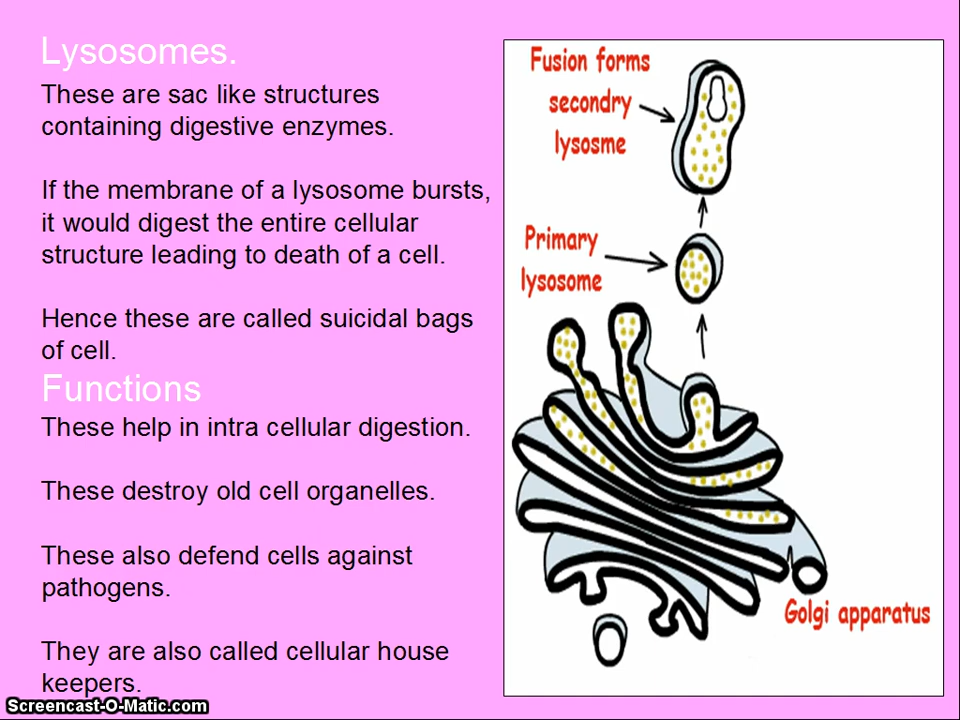 Lysosomes.
These are sac like structures
containing digestive enzymes.
If the membrane of a lysosome bursts,
it would digest the entire cellular
structure leading to death of a cell.
Hence these are called suicidal bags
of cell.
Functions
These help in intra cellular digestion.
These destroy old cell organelles.
These also defend cells against
pathogens.
They are also called cellular house
keepers.
Fusion forms
secondry
lysosme
Primary
lysosome
Golgi apparatus
Screencast-O-Matic.com